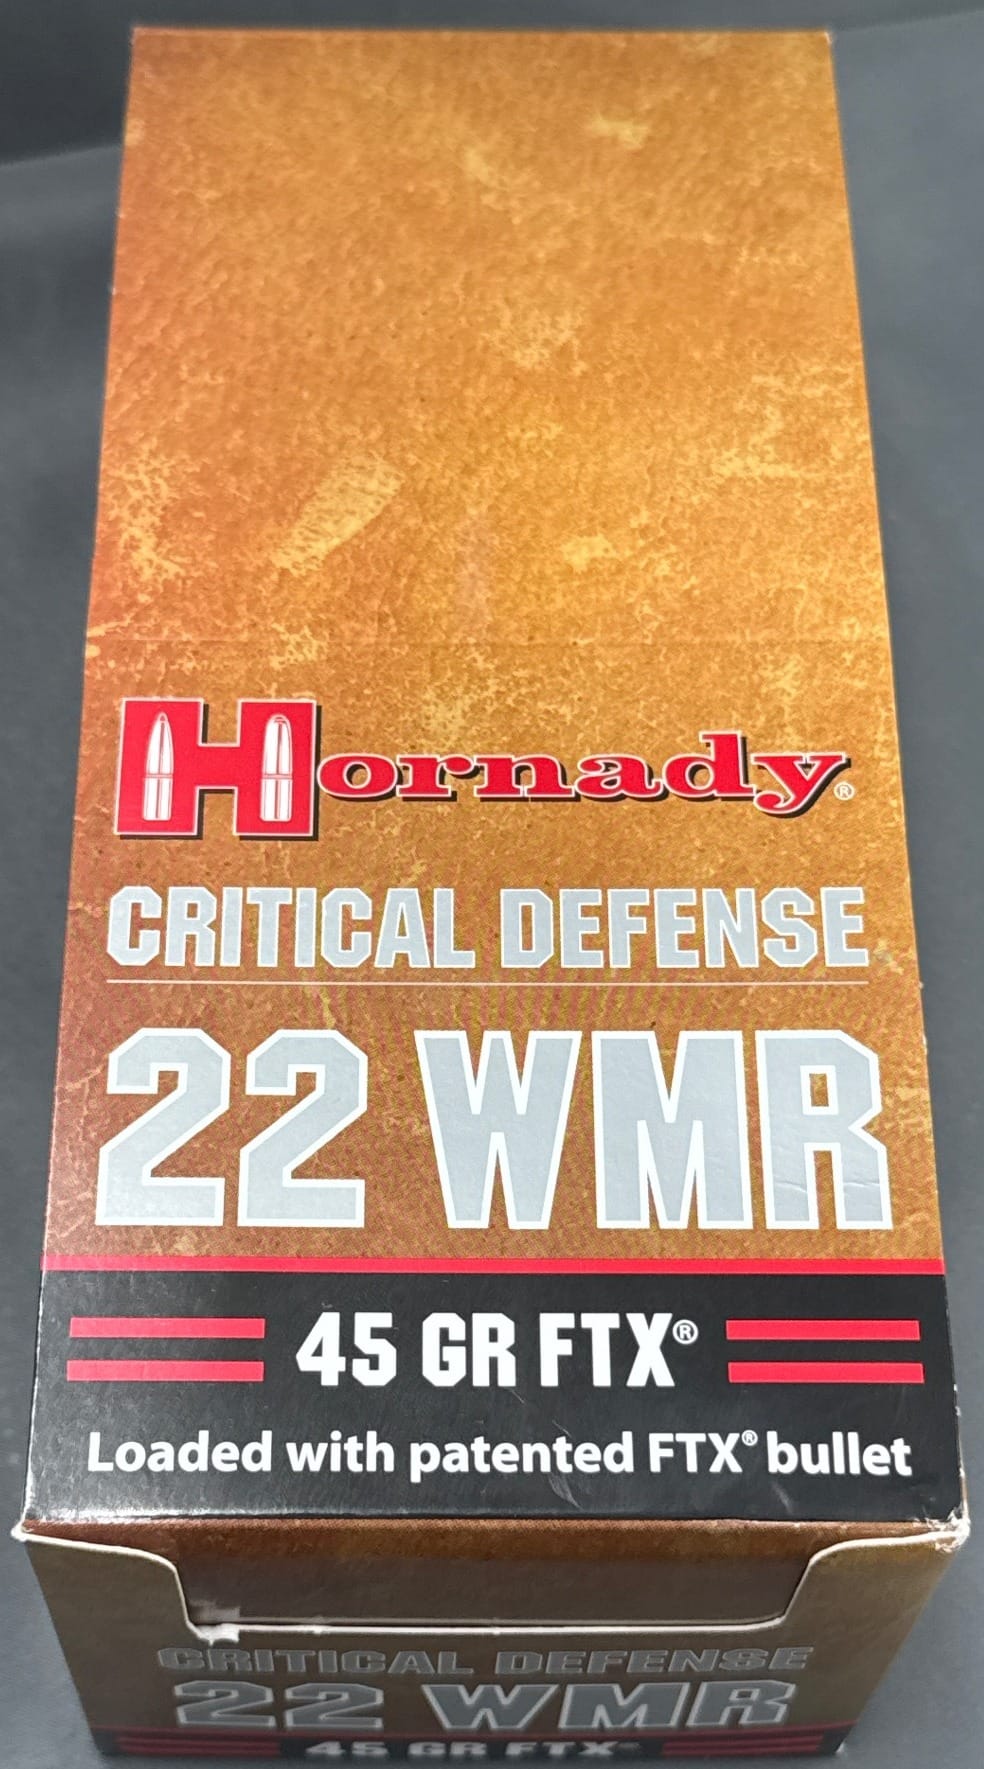 Hornady®
CRITICAL DEFENSE
22 WMR
45 GR FTX®
Loaded with patented FTX® bullet
CRITICAL DEFENSE
22 WMR
45 GR FTX®